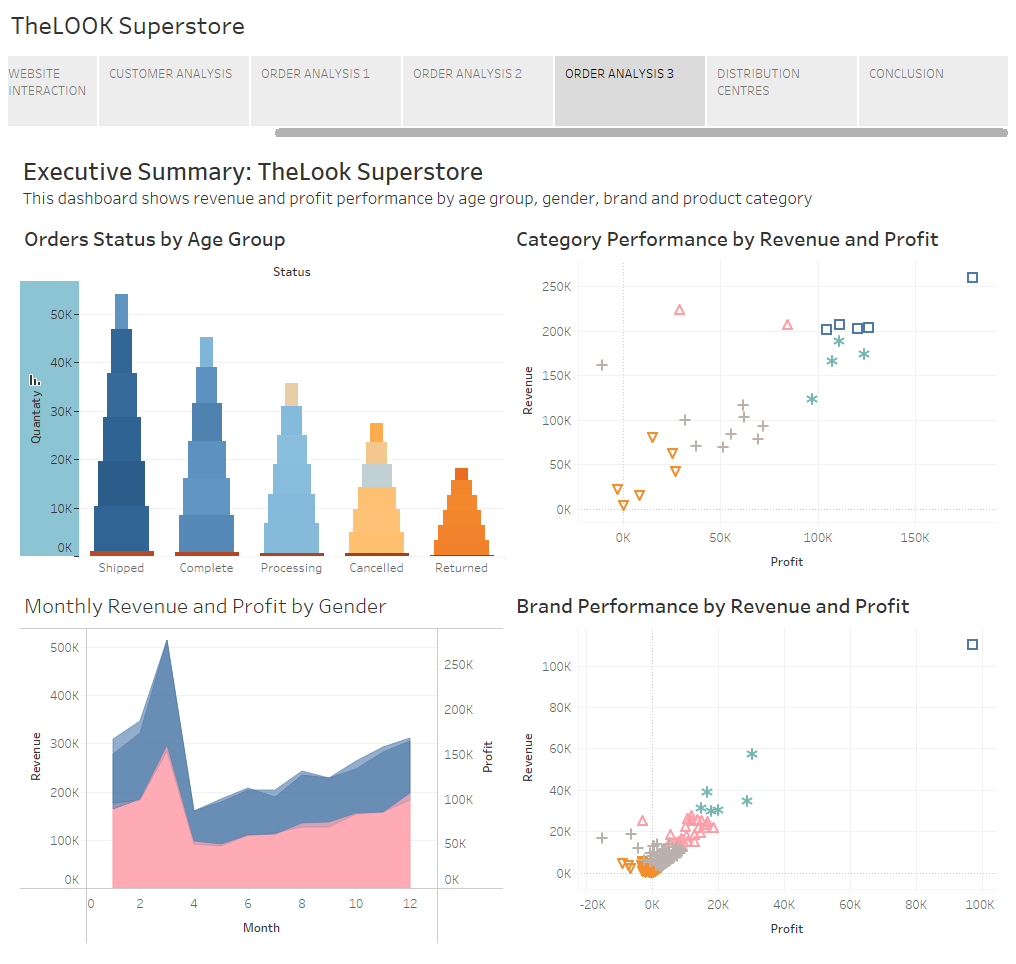 TheLOOK Superstore
WEBSITE
INTERACTION
CUSTOMER ANALYSIS
ORDER ANALYSIS 1
ORDER ANALYSIS 2
ORDER ANALYSIS 3
DISTRIBUTION
CENTRES
CONCLUSION
Executive Summary: TheLook Superstore
This dashboard shows revenue and profit performance by age group, gender, brand and product category
Orders Status by Age Group
Status
Quantaty
50K
40K
30K
20K
10K
0K
Shipped
Complete
Processing
Cancelled
Returned
Category Performance by Revenue and Profit
Revenue
250K
200K
150K
100K
50K
0K
0K
50K
100K
150K
Profit
Monthly Revenue and Profit by Gender
Revenue
500K
400K
300K
200K
100K
0K
250K
200K
150K
100K
50K
0K
Profit
0
2
4
6
8
10
12
Month
Brand Performance by Revenue and Profit
Revenue
100K
80K
60K
40K
20K
0K
-20K
0K
20K
40K
60K
80K
100K
Profit